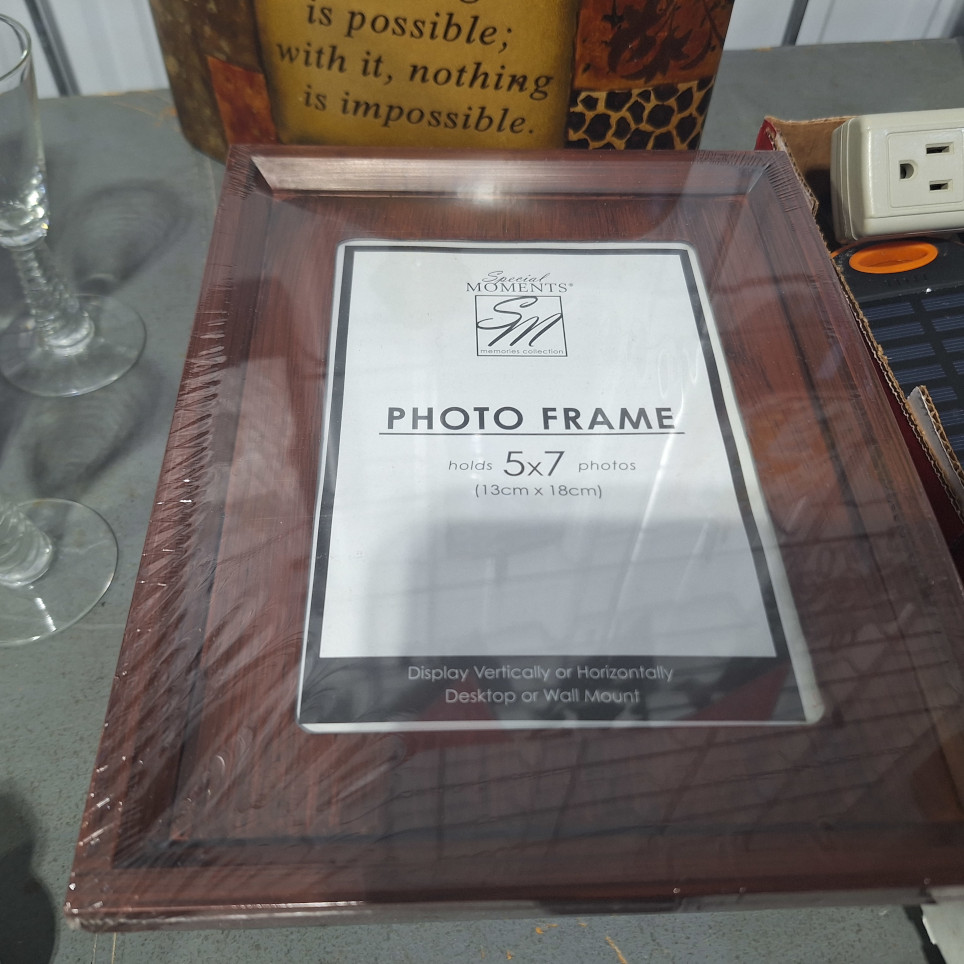 is possible;
with it, nothing
is impossible.
Special
MOMENTS®
SM
memories collection
PHOTO FRAME
holds 5x7 photos
(13cm x 18cm)
Display Vertically or Horizontally
Desktop or Wall Mount